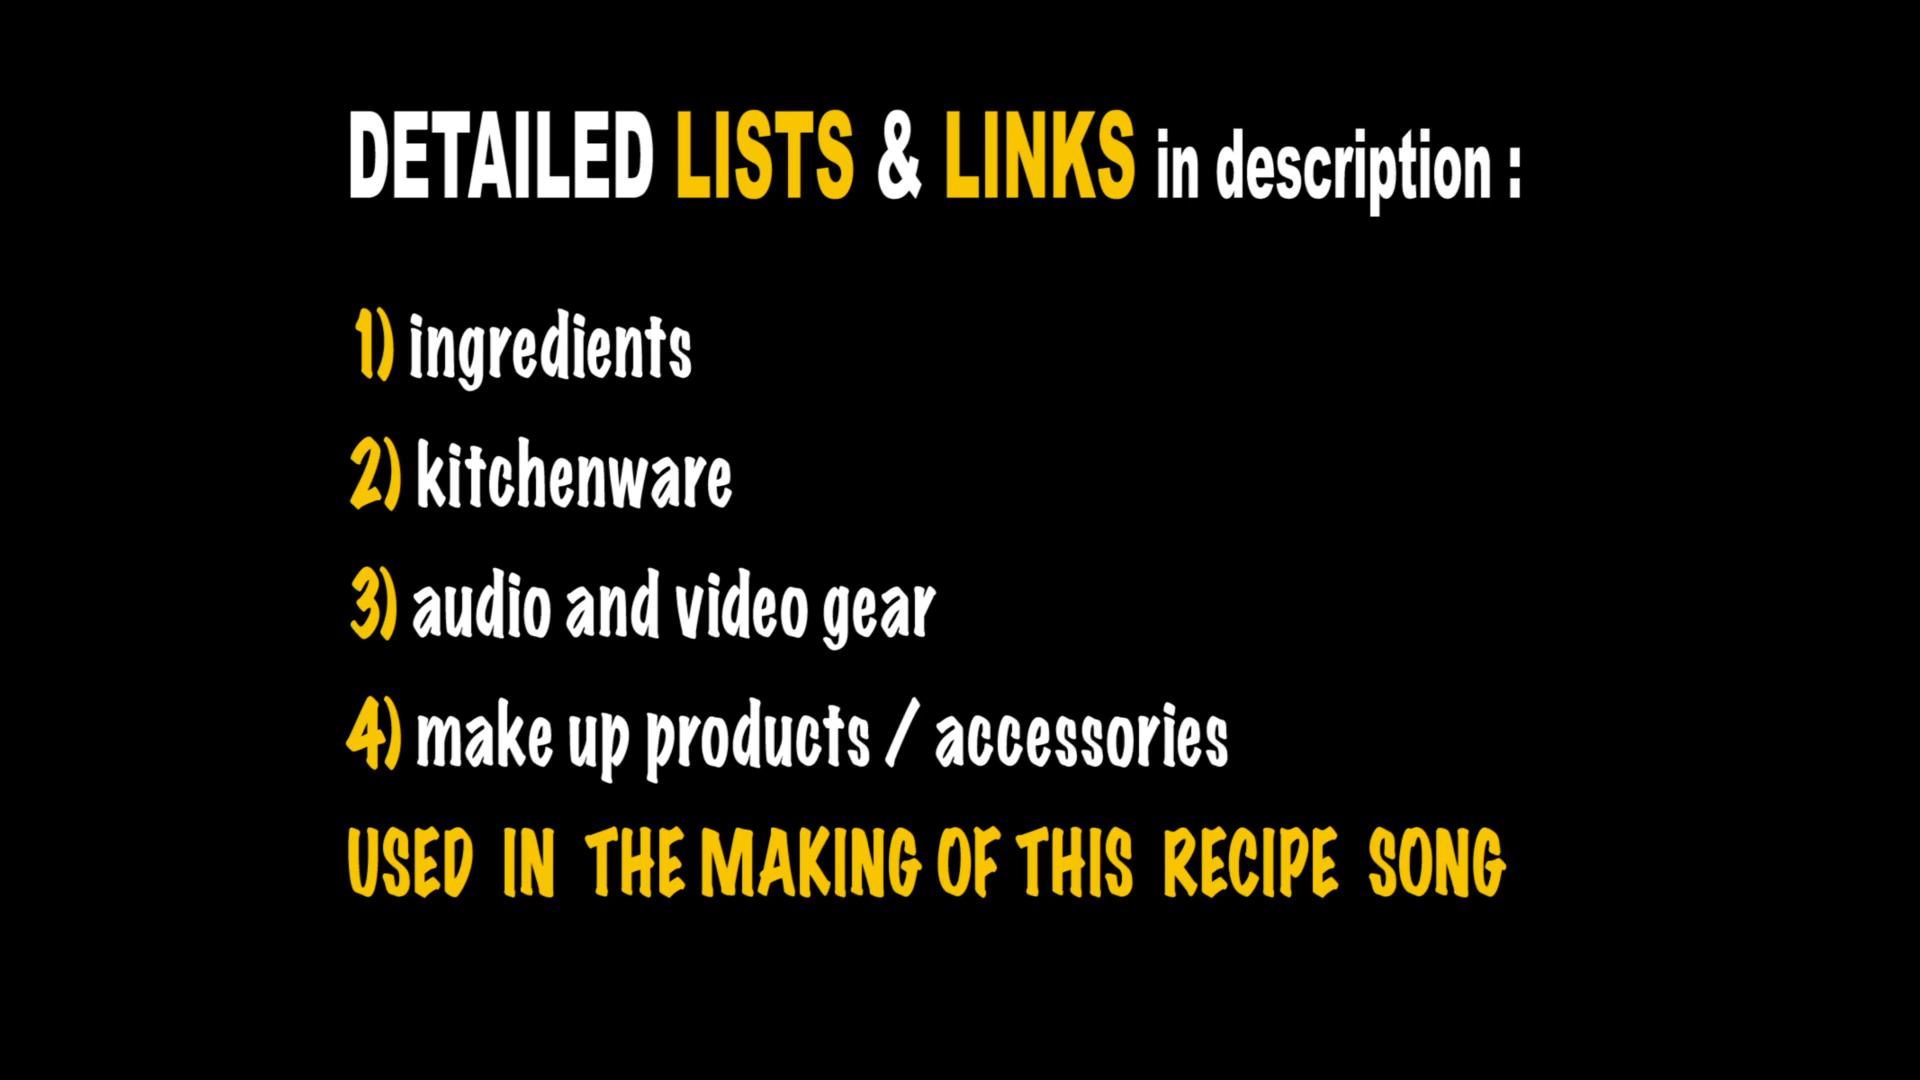 DETAILED LISTS & LINKS in description :
1) ingredients
2) kitchenware
3) audio and video gear
4) make up products / accessories
USED IN THE MAKING OF THIS RECIPE SONG